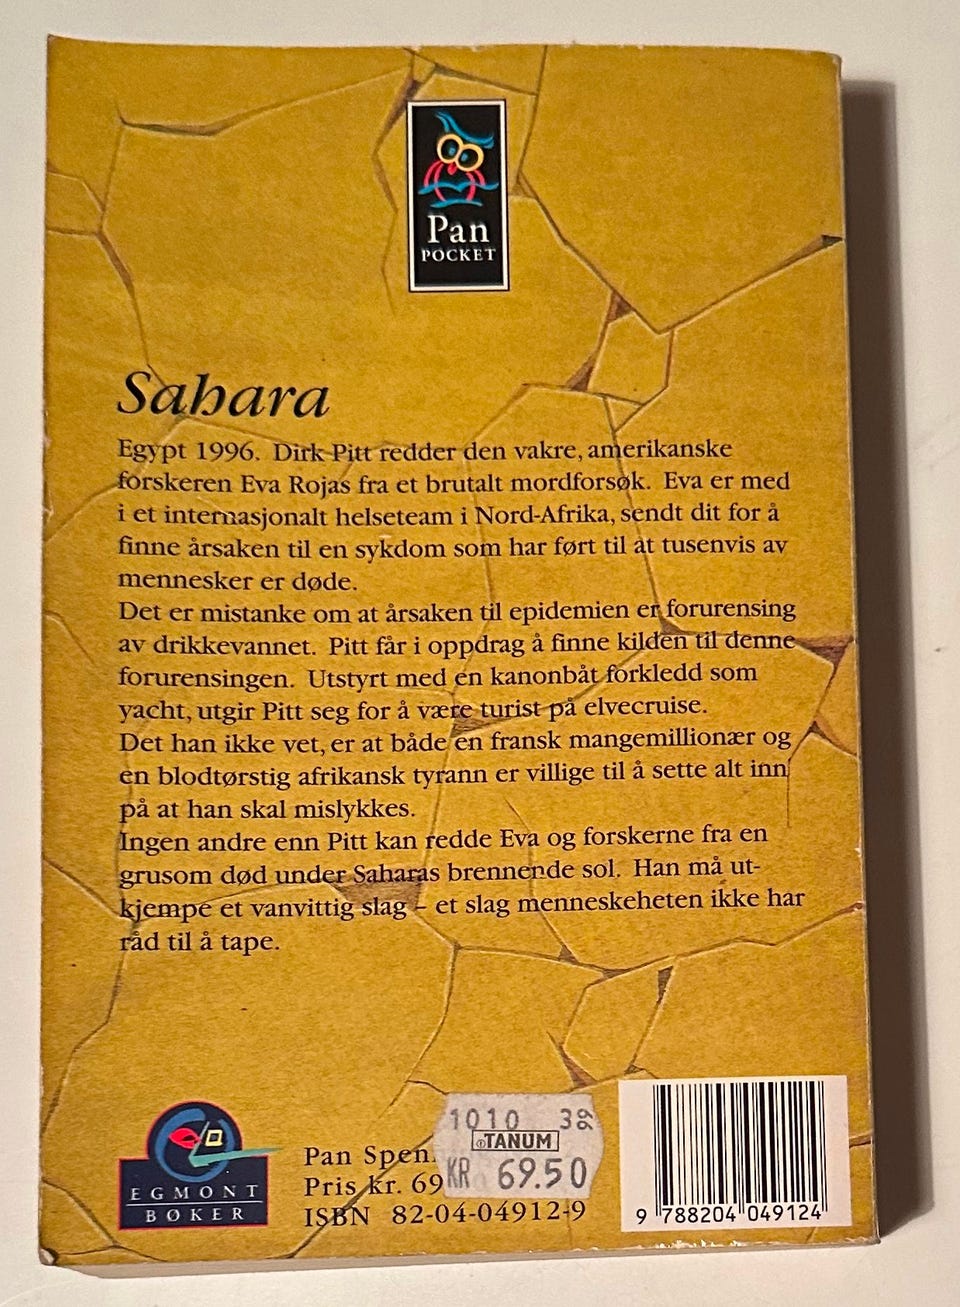 Pan
POCKET
Sahara
Egypt 1996. Dirk Pitt redder den vakre, amerikanske
forskeren Eva Rojas fra et brutalt mordforsøk. Eva er med
i et internasjonalt helseteam i Nord-Afrika, sendt dit for å
finne årsaken til en sykdom som har ført til at tusenvis av
mennesker er døde.
Det er mistanke om at årsaken til epidemien er forurensing
av drikkevannet. Pitt får i oppdrag å finne kilden til denne
forurensingen. Utstyrt med en kanonbåt forkledd som
yacht, utgir Pitt seg for å være turist på elvecruise.
Det han ikke vet, er at både en fransk mangemillionær og
en blodtørstig afrikansk tyrann er villige til å sette alt inn
på at han skal mislykkes.
Ingen andre enn Pitt kan redde Eva og forskerne fra en
grusom død under Saharas brennende sol. Han må ut-
kjempe et vanvittig slag – et slag menneskeheten ikke har
råd til å tape.
EGMONT
BØKER
Pan Spen
Pris kr. 69
ISBN 82-04-04912-9
1010
TANUM
KR 69.50
9 788204 049124